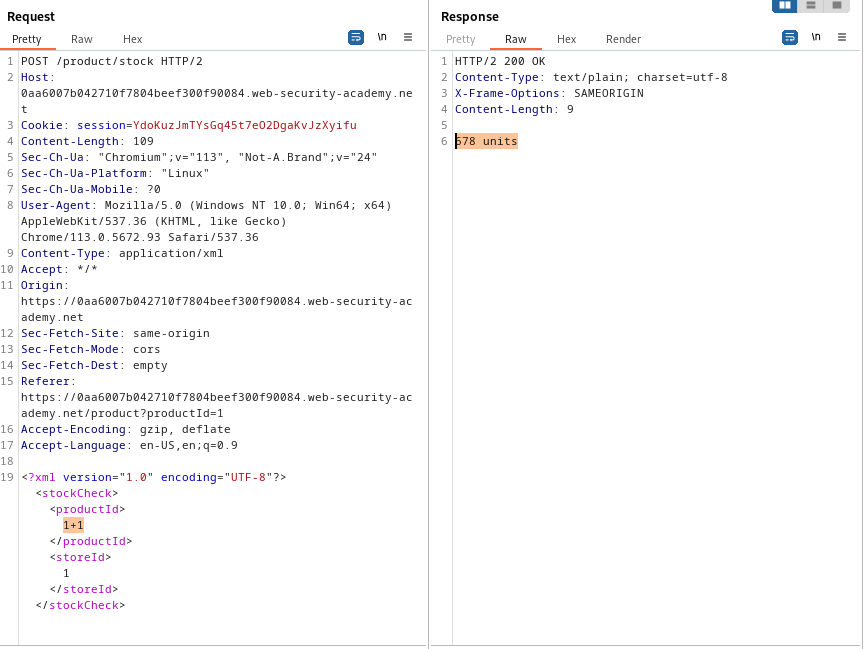 Request
Pretty Raw Hex
\n
1 POST /product/stock HTTP/2
2 Host:
0aa6007b042710f7804beef300f90084.web-security-academy.ne
t
3 Cookie: session=YdoKuzJmTYsGq45t7eO2DgaKvJzXyifu
4 Content-Length: 109
5 Sec-Ch-Ua: "Chromium";v="113", "Not-A.Brand";v="24"
6 Sec-Ch-Ua-Platform: "Linux"
7 Sec-Ch-Ua-Mobile: ?0
8 User-Agent: Mozilla/5.0 (Windows NT 10.0; Win64; x64)
AppleWebKit/537.36 (KHTML, like Gecko)
Chrome/113.0.5672.93 Safari/537.36
9 Content-Type: application/xml
10 Accept: */*
11 Origin:
https://0aa6007b042710f7804beef300f90084.web-security-ac
ademy.net
12 Sec-Fetch-Site: same-origin
13 Sec-Fetch-Mode: cors
14 Sec-Fetch-Dest: empty
15 Referer:
https://0aa6007b042710f7804beef300f90084.web-security-ac
ademy.net/product?productId=1
16 Accept-Encoding: gzip, deflate
17 Accept-Language: en-US,en;q=0.9
18
19 <?xml version="1.0" encoding="UTF-8"?>
<stockCheck>
<productId>
1+1
</productId>
<storeId>
1
</storeId>
</stockCheck>
Response
Pretty Raw Hex Render
\n
1 HTTP/2 200 OK
2 Content-Type: text/plain; charset=utf-8
3 X-Frame-Options: SAMEORIGIN
4 Content-Length: 9
5
6 678 units